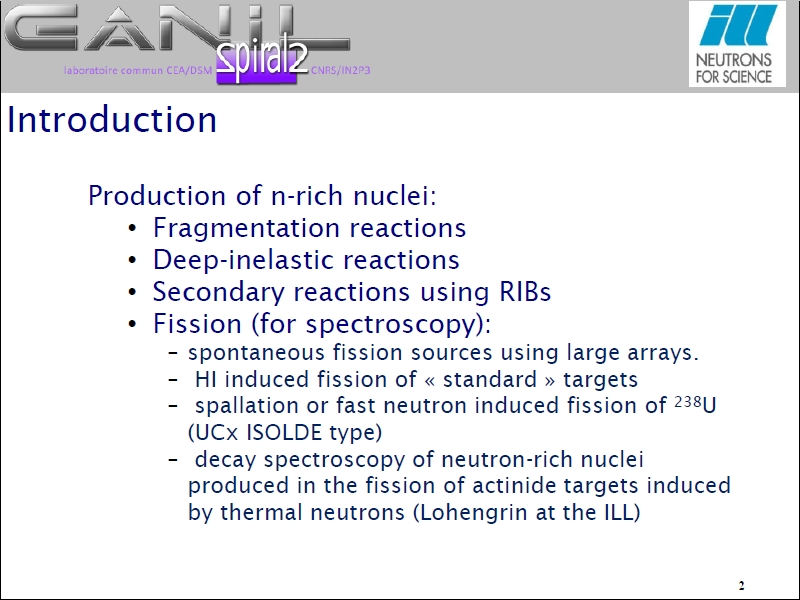 GANIL
spiral2
laboratoire commun CEA/DSM
CNRS/IN2P3
ill
NEUTRONS
FOR SCIENCE
Introduction
Production of n-rich nuclei:
• Fragmentation reactions
• Deep-inelastic reactions
• Secondary reactions using RIBs
• Fission (for spectroscopy):
– spontaneous fission sources using large arrays.
– HI induced fission of « standard » targets
– spallation or fast neutron induced fission of ²³⁸U
(UCx ISOLDE type)
– decay spectroscopy of neutron-rich nuclei
produced in the fission of actinide targets induced
by thermal neutrons (Lohengrin at the ILL)
2